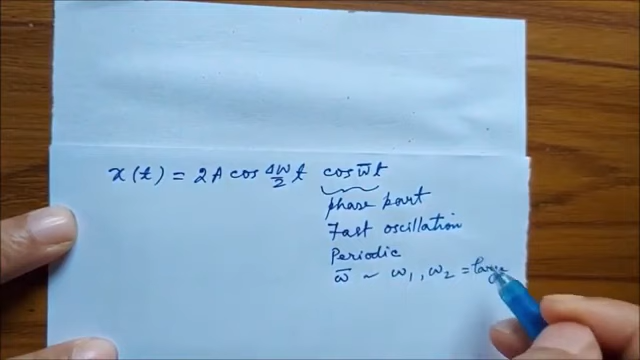 x(t) = 2A cos Δω/2 t cos ω̅t
phase part
Fast oscillation
Periodic
ω̅ ~ ω₁, ω₂ = large